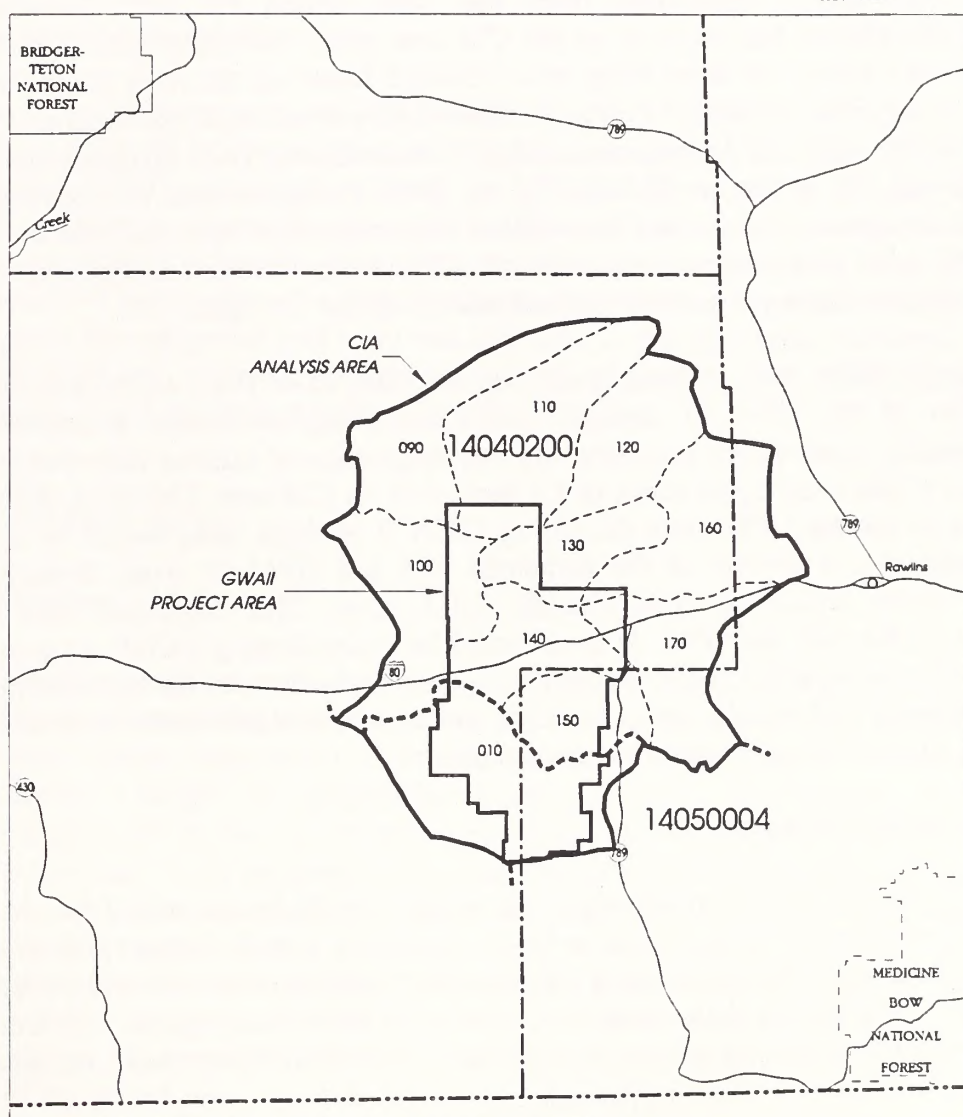 BRIDGER-
TETON
NATIONAL
FOREST
789
Creek
CIA
ANALYSIS AREA
110
090
14040200
120
789
160
130
100
Rawlins
GWAII
PROJECT AREA
140
170
80
150
010
430
14050004
789
MEDICINE
BOW
NATIONAL
FOREST